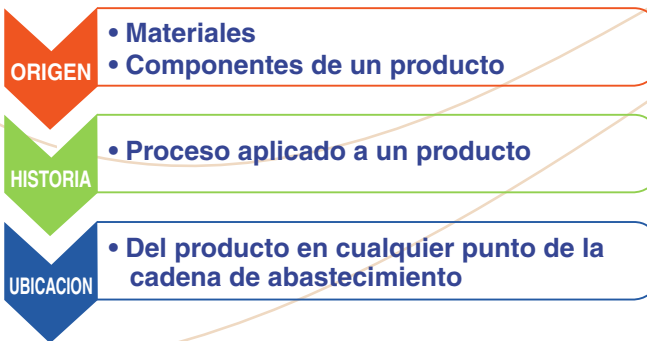 ORIGEN
• Materiales
• Componentes de un producto
HISTORIA
• Proceso aplicado a un producto
UBICACION
• Del producto en cualquier punto de la
cadena de abastecimiento